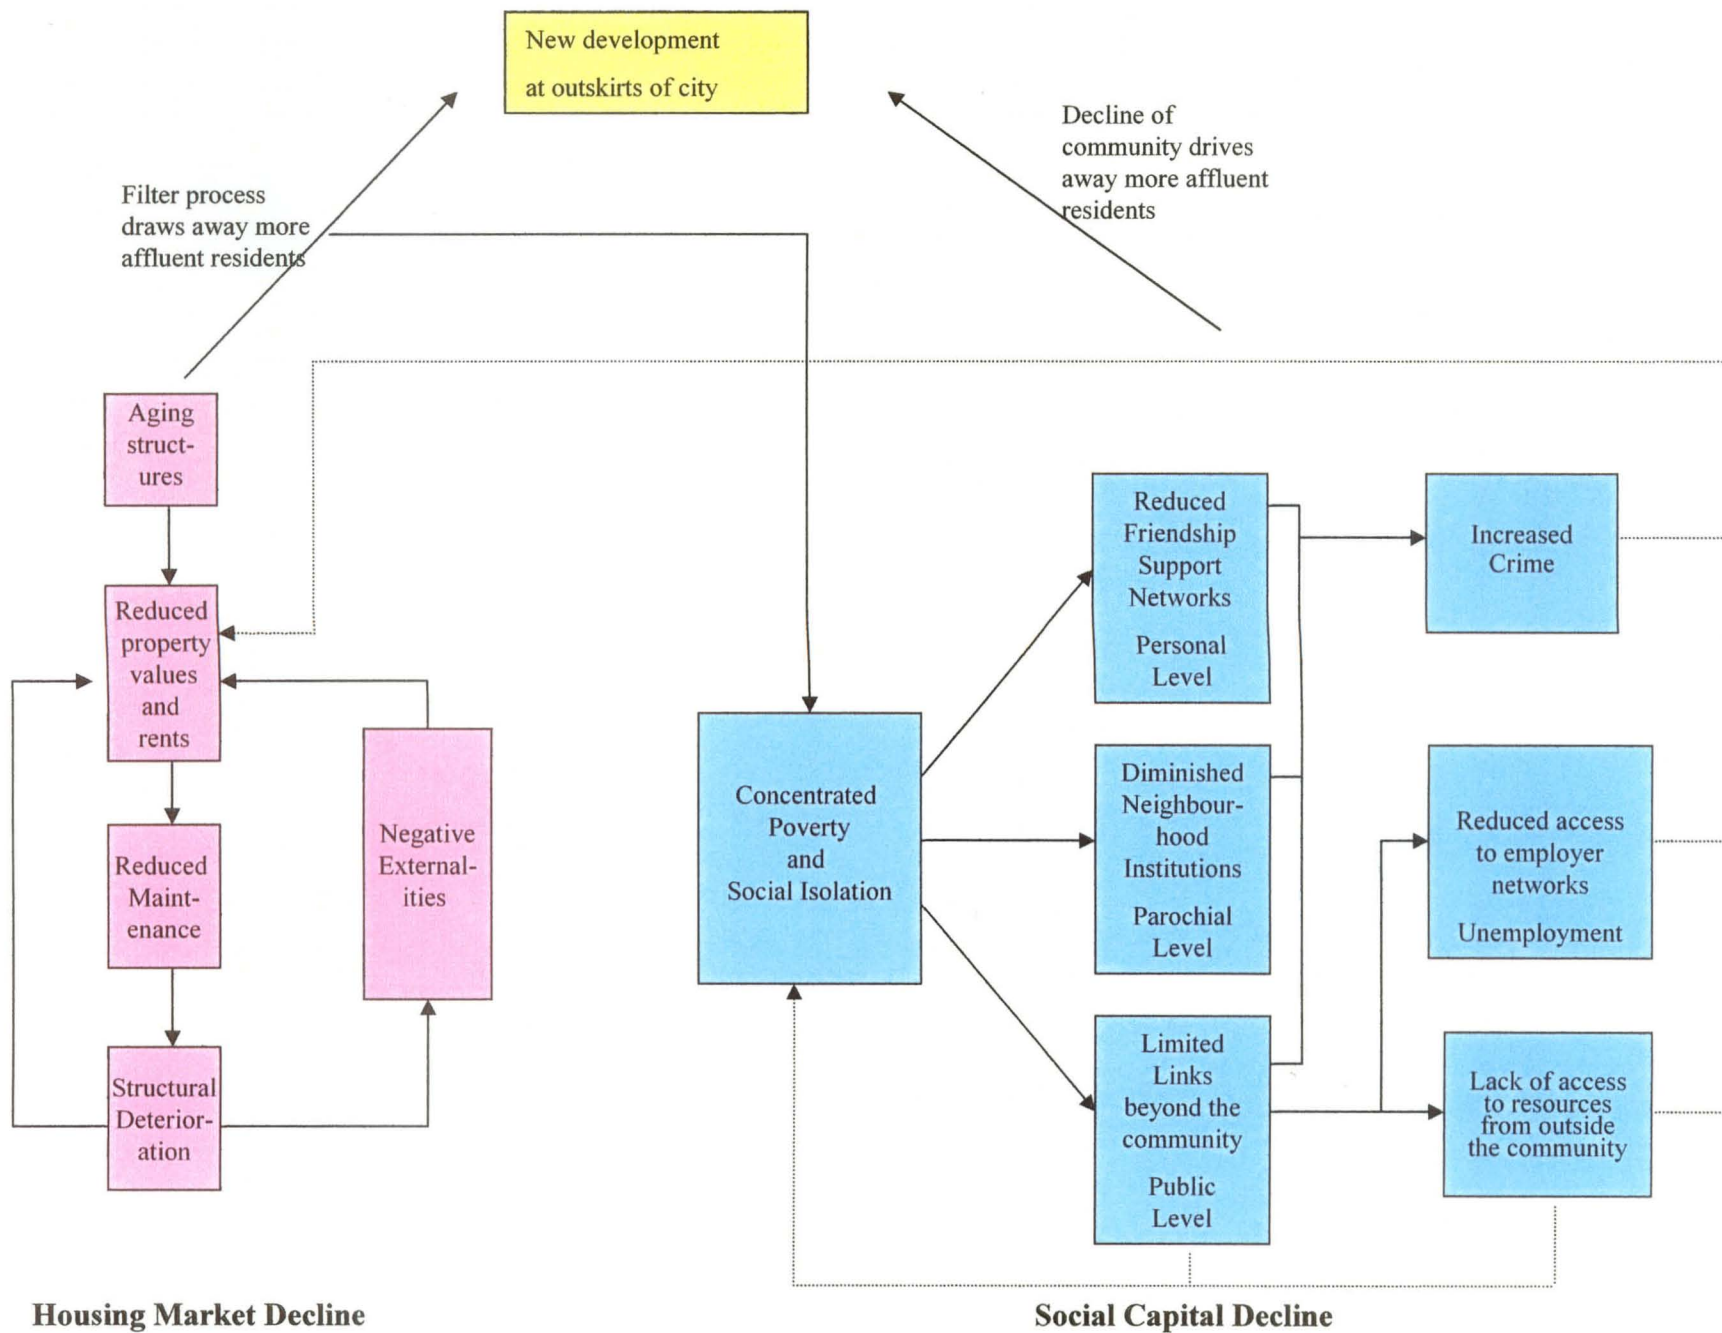 New development
at outskirts of city
Decline of
community drives
away more affluent
residents
Filter process
draws away more
affluent residents
Aging
struct-
ures
Reduced
property
values
and
rents
Reduced
Maint-
enance
Structural
Deterior-
ation
Negative
External-
ities
Concentrated
Poverty
and
Social Isolation
Reduced
Friendship
Support
Networks
Personal
Level
Diminished
Neighbour-
hood
Institutions
Parochial
Level
Limited
Links
beyond the
community
Public
Level
Increased
Crime
Reduced access
to employer
networks
Unemployment
Lack of access
to resources
from outside
the community
Housing Market Decline
Social Capital Decline